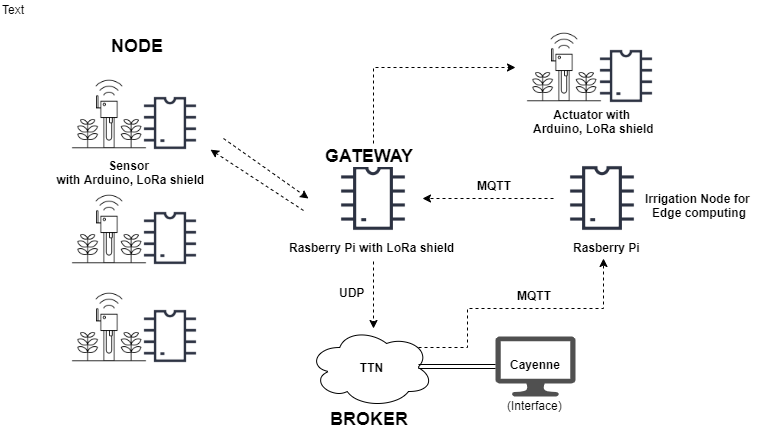 Text
NODE
Sensor
with Arduino, LoRa shield
Actuator with
Arduino, LoRa shield
GATEWAY
Rasberry Pi with LoRa shield
MQTT
Irrigation Node for
Edge computing
Rasberry Pi
UDP
MQTT
TTN
Cayenne
(Interface)
BROKER